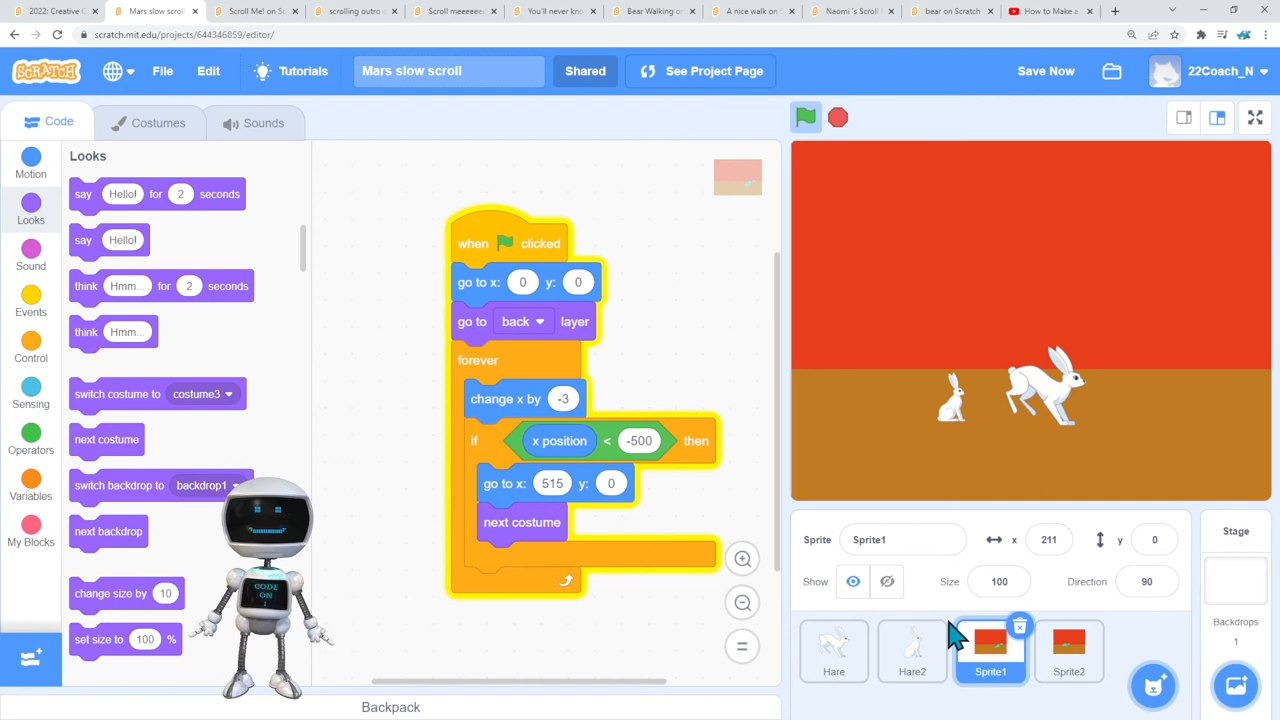 2022: Creative C
Mars slow scroll
Scroll Me! on Sc
scrolling outro c
Scroll meeeeee
You'll never kno
Bear Walking on
A nice walk on S
Naomi 's Scroll
bear on Scratch
How to Make a
scratch.mit.edu/projects/644346859/editor/
SCRATCH
File
Edit
Tutorials
Mars slow scroll
Shared
See Project Page
Save Now
22Coach_N
Code
Costumes
Sounds
Motion
Looks
Sound
Events
Control
Sensing
Operators
Variables
My Blocks
Looks
say Hello! for 2 seconds
say Hello!
think Hmm... for 2 seconds
think Hmm...
switch costume to costume3
next costume
switch backdrop to backdrop1
next backdrop
change size by 10
set size to 100 %
CODE
ON
!
when clicked
go to x: 0 y: 0
go to back layer
forever
change x by -3
if x position < -500 then
go to x: 515 y: 0
next costume
Sprite Sprite1 x 211 y 0
Show Size 100 Direction 90
Hare
Hare2
Sprite1
Sprite2
Stage
Backdrops
1
Backpack